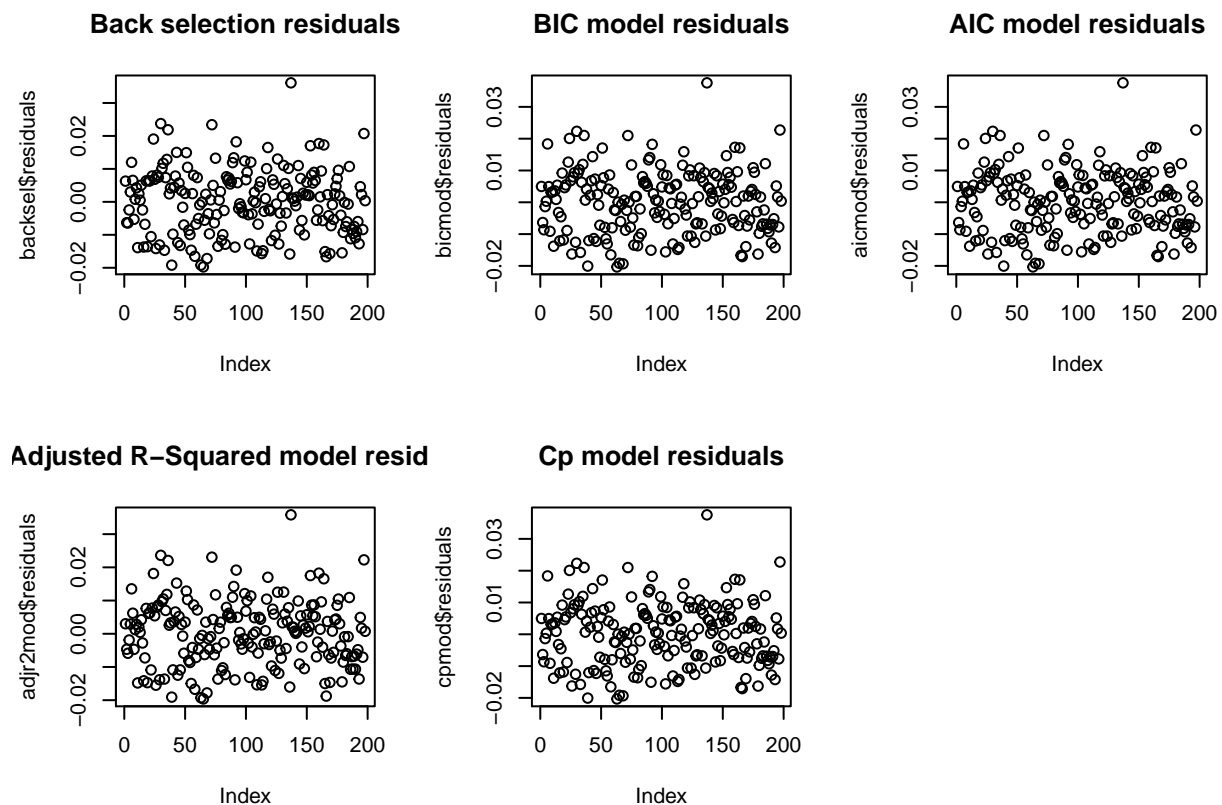 Back selection residuals
backsel$residuals
0.02
0.00
−0.02
0
50
100
150
200
Index
BIC model residuals
bicmod$residuals
0.03
0.01
−0.02
0
50
100
150
200
Index
AIC model residuals
aicmod$residuals
0.03
0.01
−0.02
0
50
100
150
200
Index
Adjusted R−Squared model resid
adjr2mod$residuals
0.02
0.00
−0.02
0
50
100
150
200
Index
Cp model residuals
cpmod$residuals
0.03
0.01
−0.02
0
50
100
150
200
Index